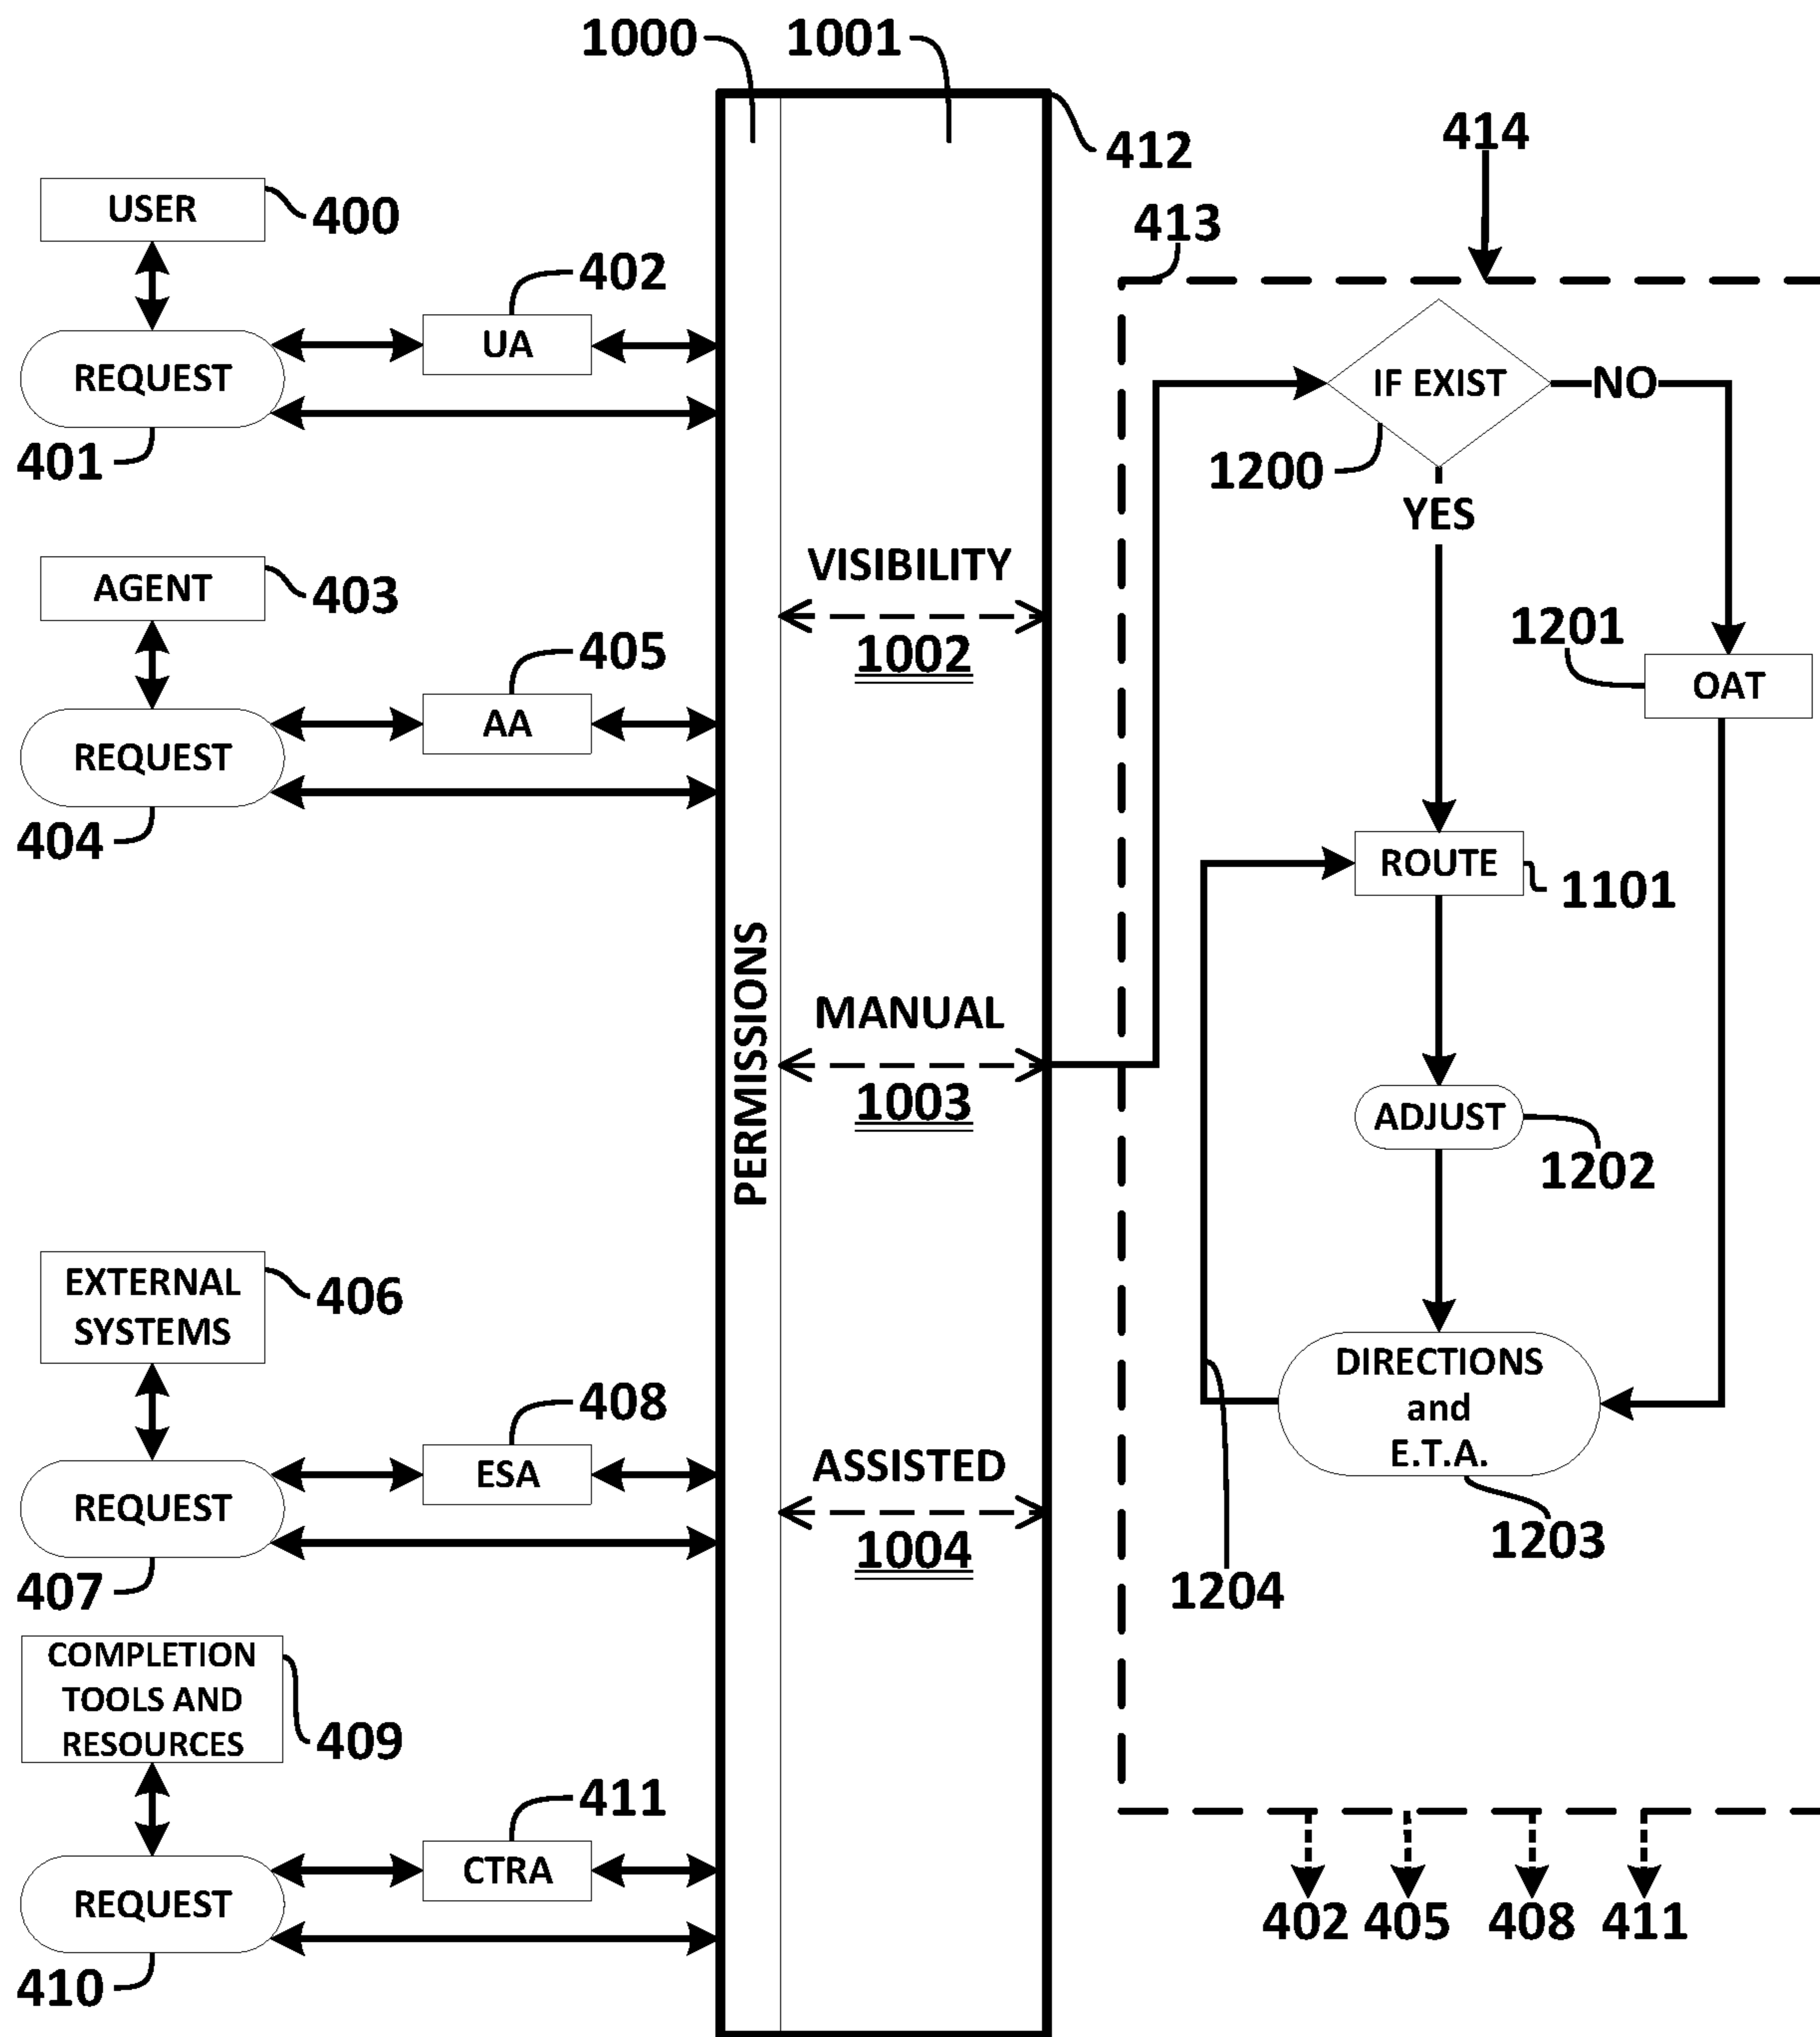 1000
1001
412
414
413
USER
400
402
UA
REQUEST
401
AGENT
403
405
AA
REQUEST
404
EXTERNAL
SYSTEMS
406
408
ESA
REQUEST
407
COMPLETION
TOOLS AND
RESOURCES
409
411
CTRA
REQUEST
410
PERMISSIONS
VISIBILITY
1002
MANUAL
1003
ASSISTED
1004
IF EXIST
NO
1200
YES
1201
OAT
ROUTE
1101
ADJUST
1202
DIRECTIONS
and
E.T.A.
1203
1204
402
405
408
411